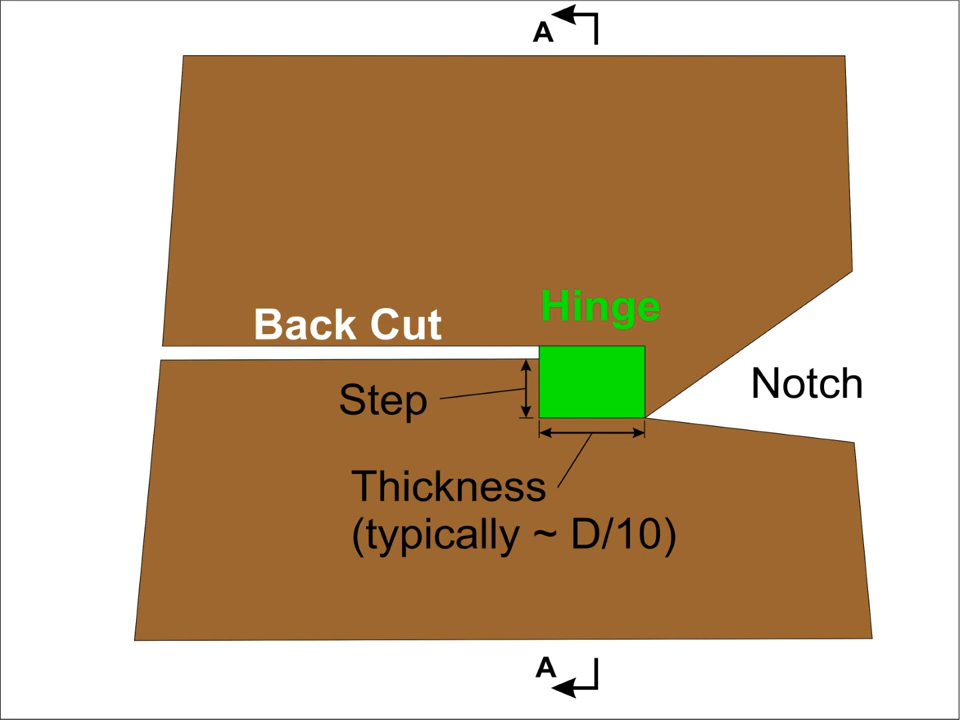 A
Hinge
Back Cut
Notch
Step
Thickness
(typically ~ D/10)
A